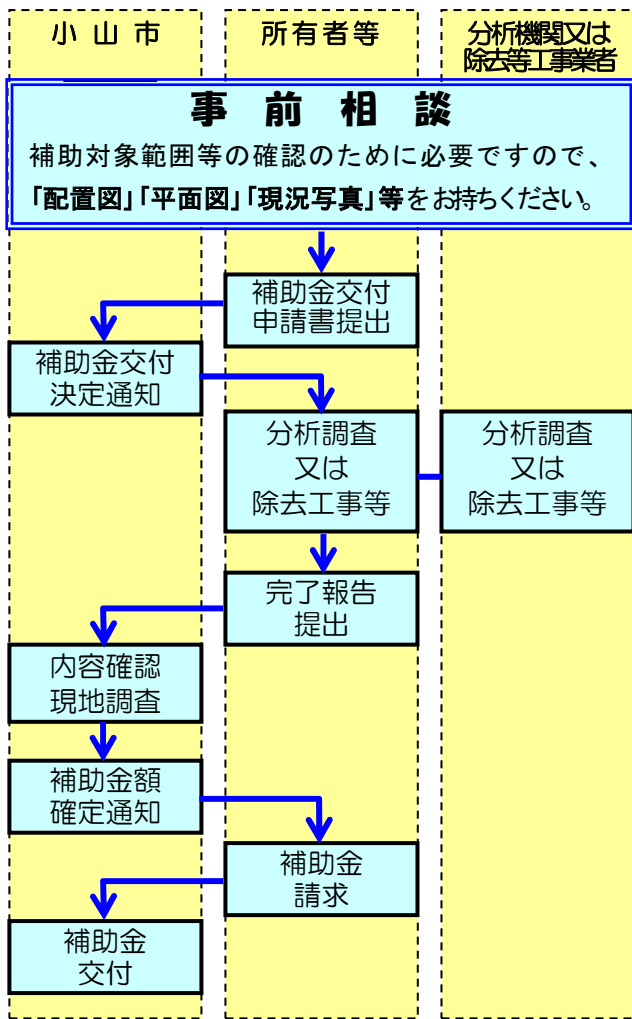 小山市
所有者等
分析機関又は
除去等工事業者
事前相談
補助対象範囲等の確認のために必要ですので、
「配置図」「平面図」「現況写真」等をお持ちください。
補助金交付
申請書提出
補助金交付
決定通知
分析調査
又は
除去工事等
分析調査
又は
除去工事等
完了報告
提出
内容確認
現地調査
補助金額
確定通知
補助金
請求
補助金
交付